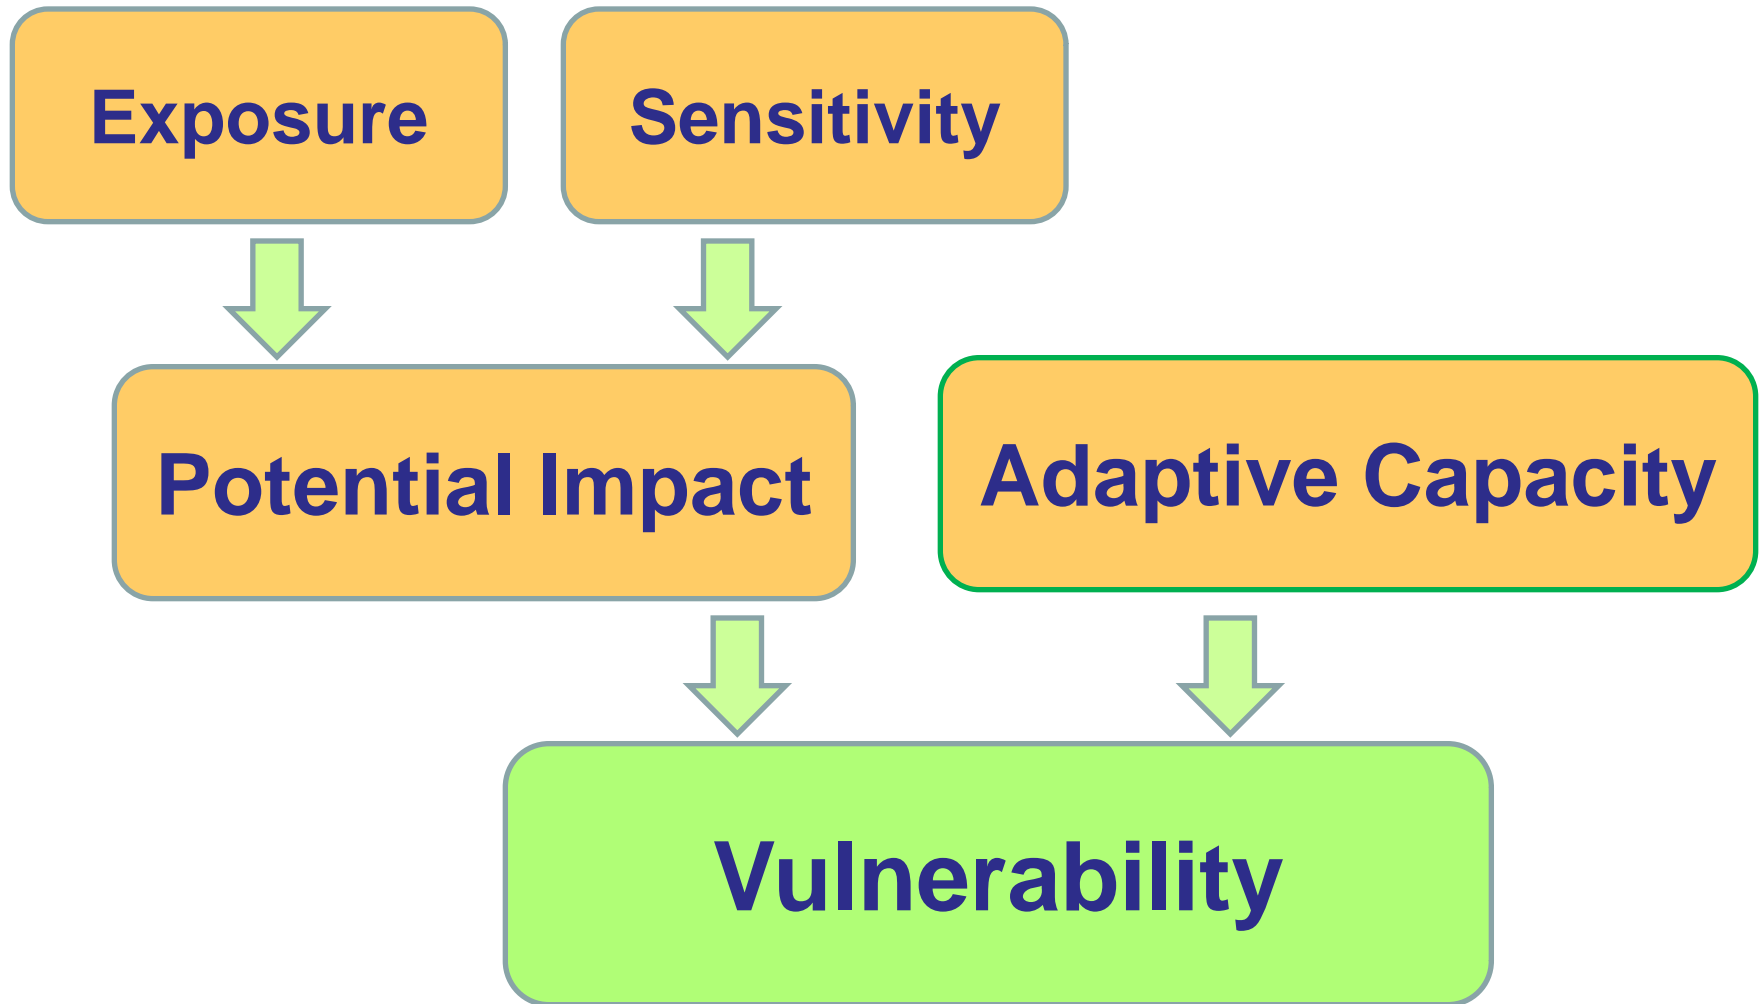 Exposure
Sensitivity
Potential Impact
Adaptive Capacity
Vulnerability